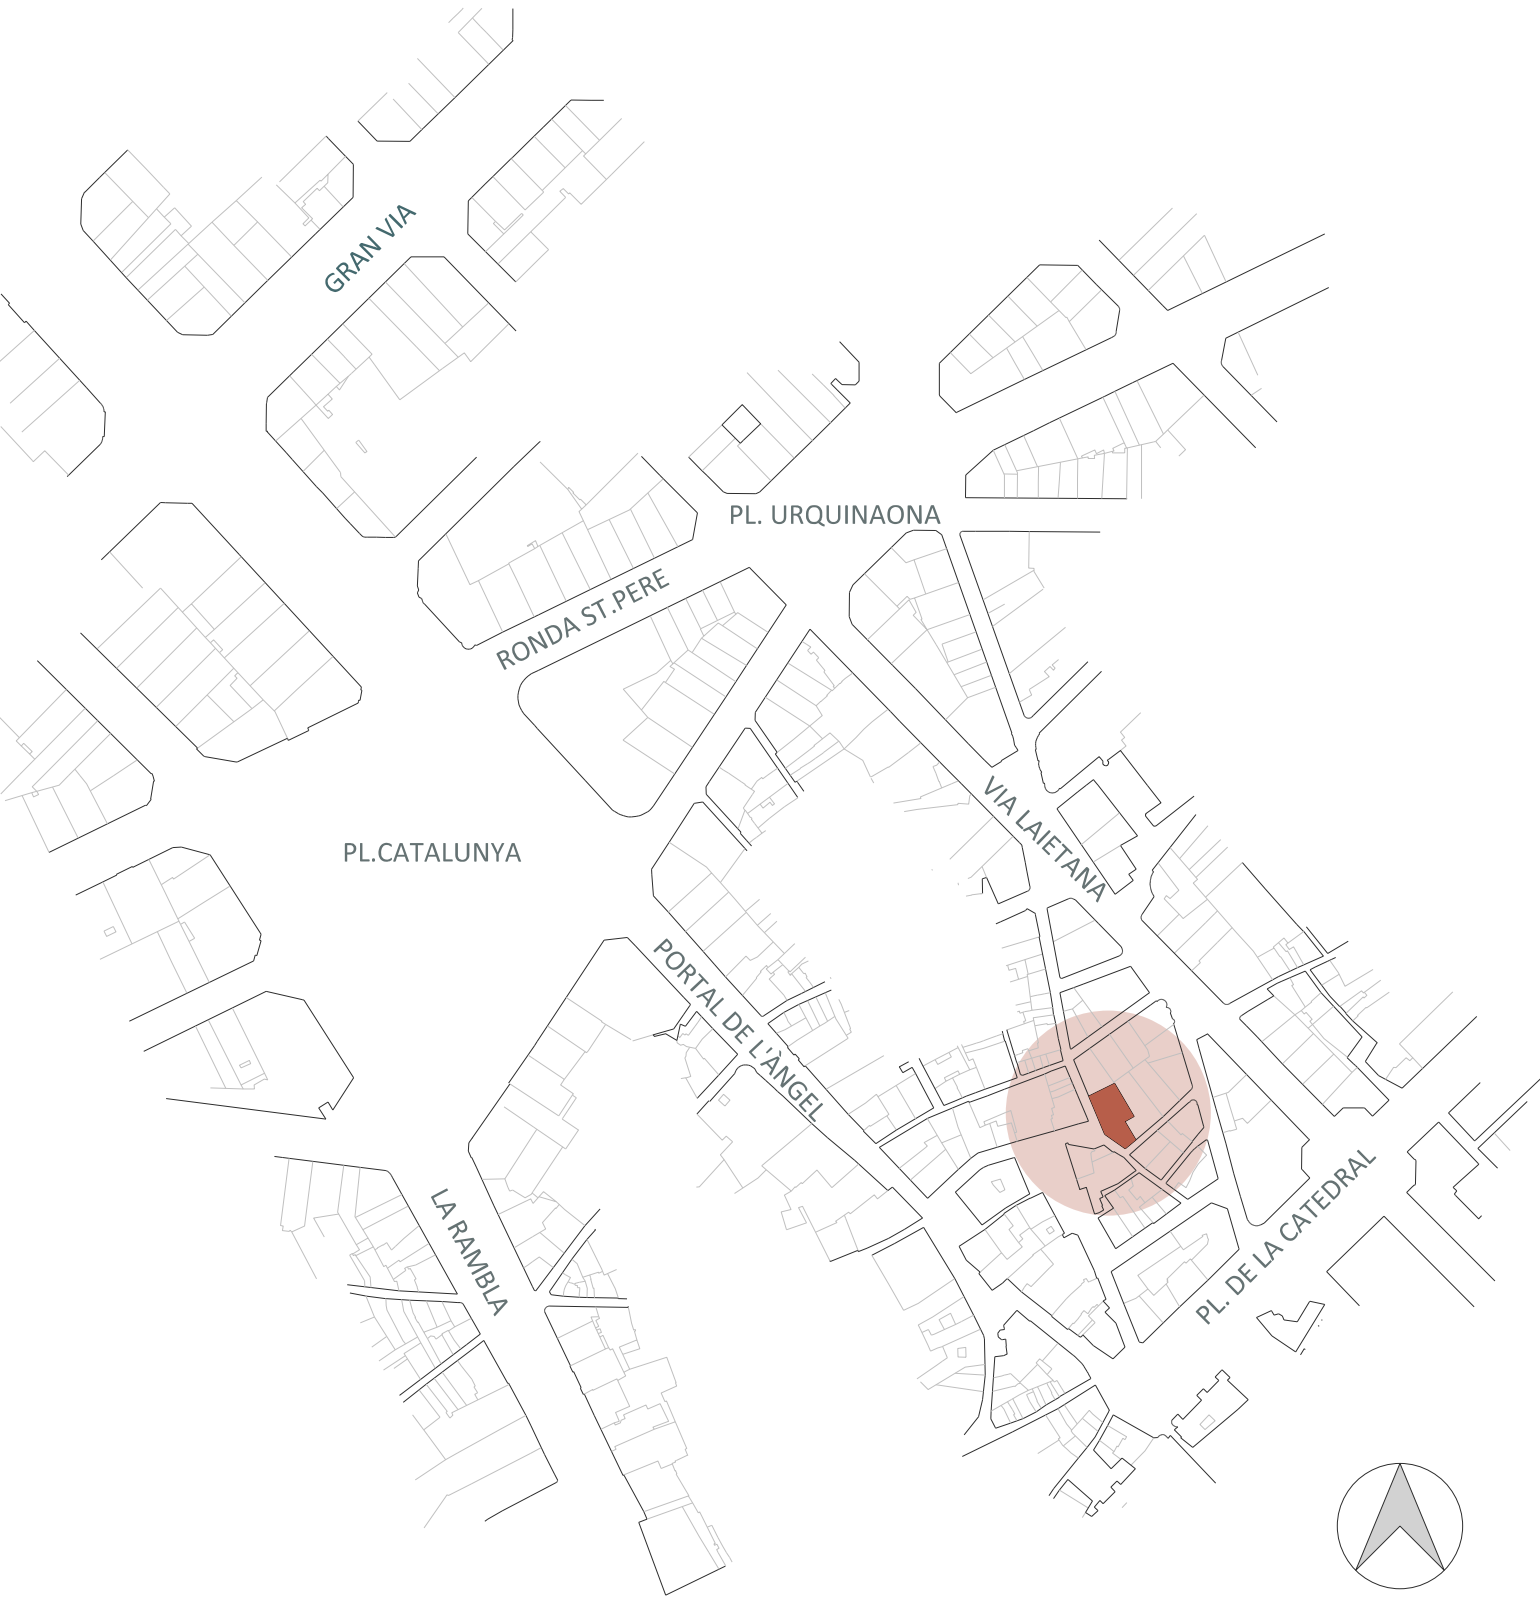 GRAN VIA
PL. URQUINAONA
RONDA ST.PERE
VIA LAIETANA
PL.CATALUNYA
PORTAL DE L'ÀNGEL
LA RAMBLA
PL. DE LA CATEDRAL